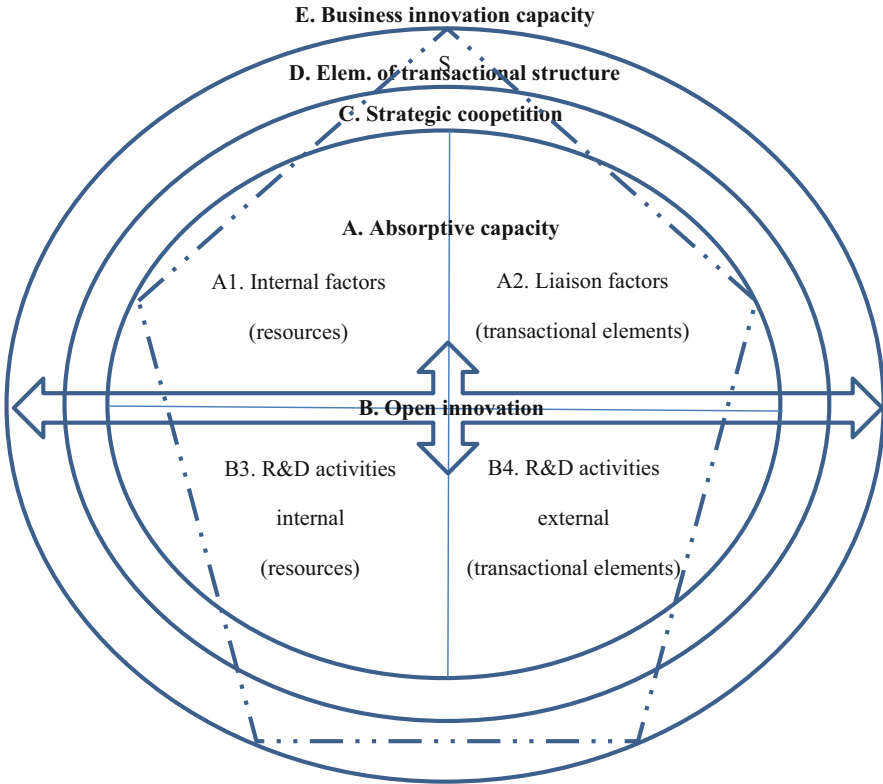 E. Business innovation capacity
S
D. Elem. of transactional structure
C. Strategic coopetition
A. Absorptive capacity
A1. Internal factors
(resources)
A2. Liaison factors
(transactional elements)
B. Open innovation
B3. R&D activities
internal
(resources)
B4. R&D activities
external
(transactional elements)